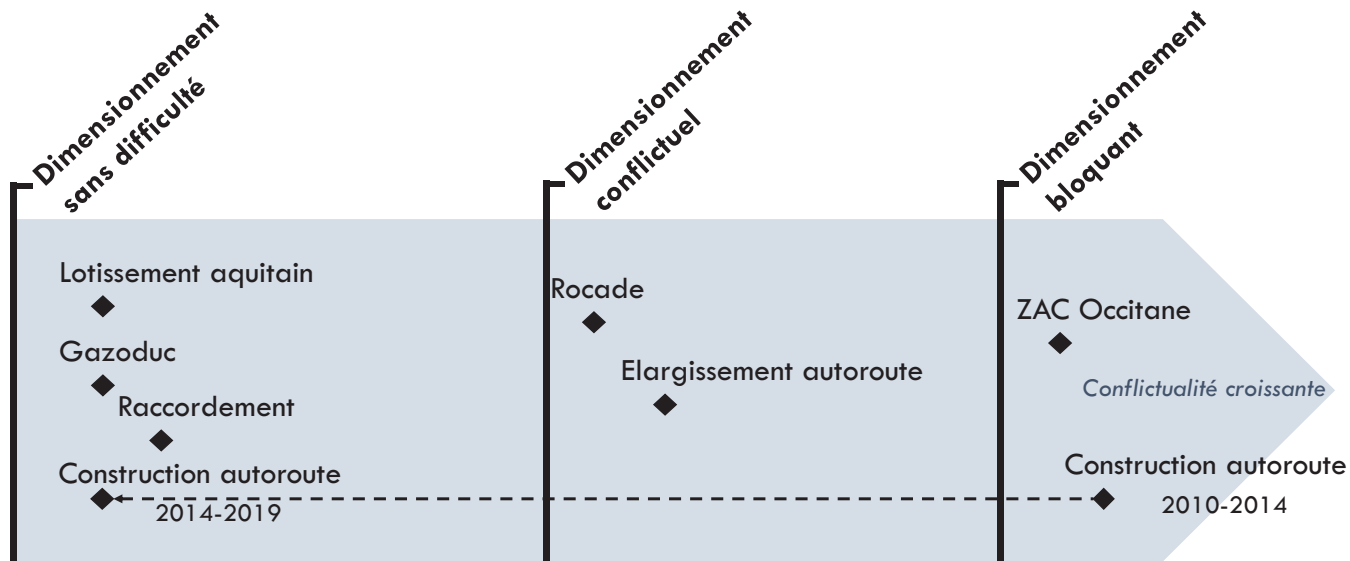 Dimensionnement
sans difficulté
Dimensionnement
conflictuel
Dimensionnement
bloquant
Lotissement aquitain
Gazoduc
Raccordement
Construction autoroute
2014-2019
Rocade
Elargissement autoroute
ZAC Occitane
Conflictualité croissante
Construction autoroute
2010-2014